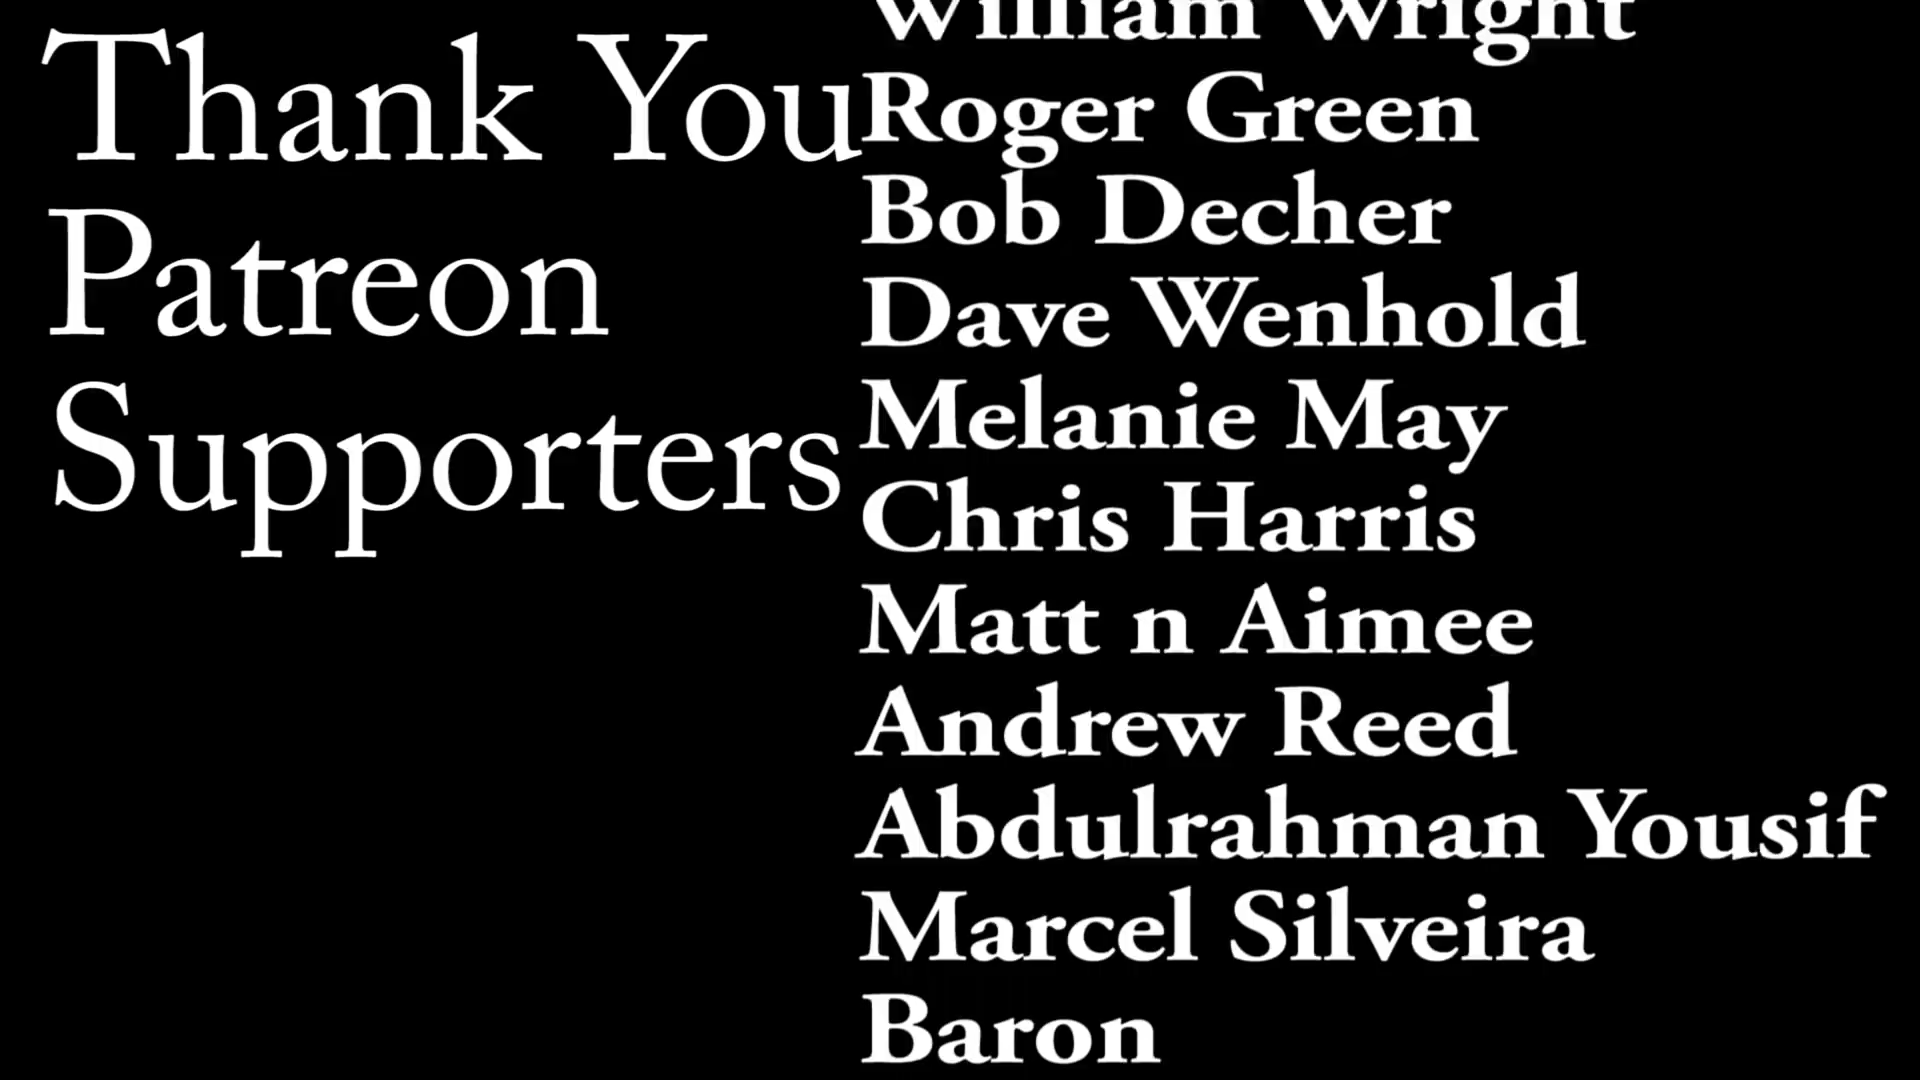 Thank You
Patreon
Supporters
William Wright
Roger Green
Bob Decher
Dave Wenhold
Melanie May
Chris Harris
Matt n Aimee
Andrew Reed
Abdulrahman Yousif
Marcel Silveira
Baron